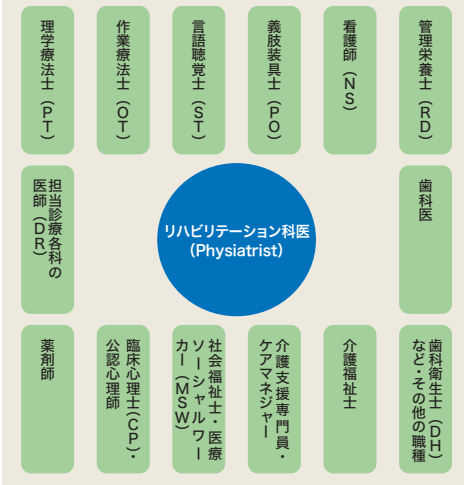 理学療法士（PT）
作業療法士（OT）
言語聴覚士（ST）
義肢装具士（PO）
看護師（NS）
管理栄養士（RD）
担当診療各科の
医師（DR）
リハビリテーション科医
（Physiatrist）
歯科医
薬剤師
臨床心理士（CP）・
公認心理師
社会福祉士・医療
ソーシャルワー
カー（MSW）
介護支援専門員・
ケアマネジャー
介護福祉士
歯科衛生士（DH）
など・その他の職種